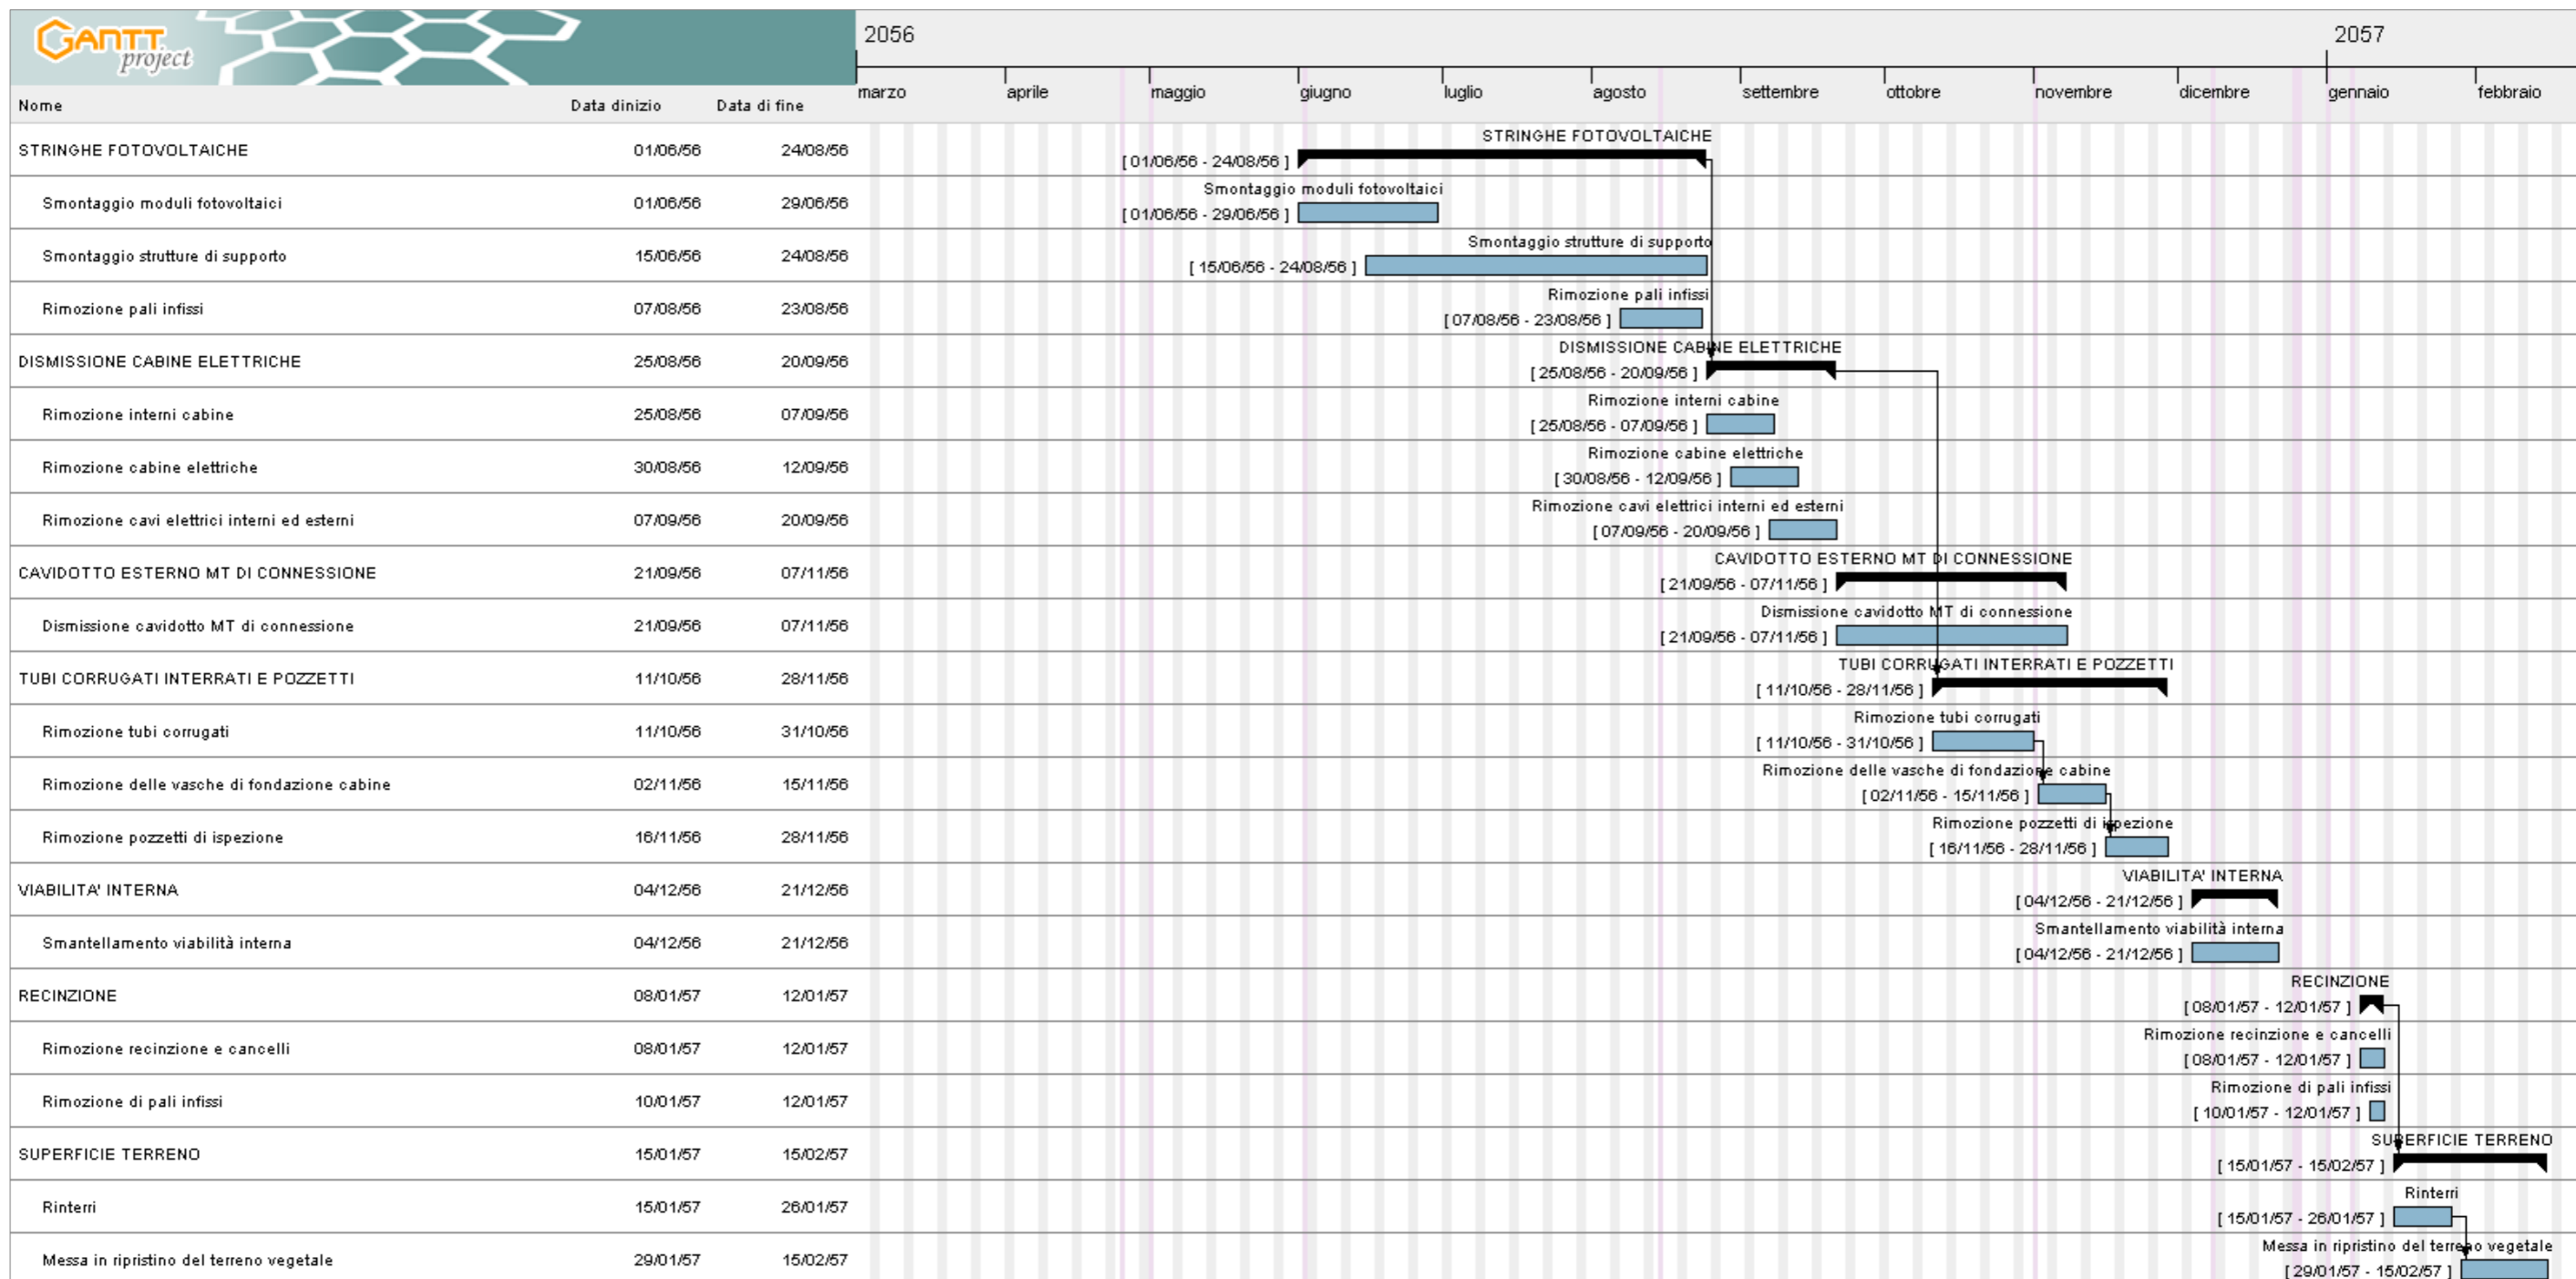 GANTT project
2056 2057
marzo aprile maggio giugno luglio agosto settembre ottobre novembre dicembre gennaio febbraio
Nome Data dinizio Data di fine
STRINGHE FOTOVOLTAICHE
STRINGHE FOTOVOLTAICHE 01/06/56 24/08/56 [ 01/06/56 - 24/08/56 ]
Smontaggio moduli fotovoltaici
Smontaggio moduli fotovoltaici 01/06/56 29/06/56 [ 01/06/56 - 29/06/56 ]
Smontaggio strutture di supporto
Smontaggio strutture di supporto 15/06/56 24/08/56 [ 15/06/56 - 24/08/56 ]
Rimozione pali infissi
Rimozione pali infissi 07/08/56 23/08/56 [ 07/08/56 - 23/08/56 ]
DISMISSIONE CABINE ELETTRICHE
DISMISSIONE CABINE ELETTRICHE 25/08/56 20/09/56 [ 25/08/56 - 20/09/56 ]
Rimozione interni cabine
Rimozione interni cabine 25/08/56 07/09/56 [ 25/08/56 - 07/09/56 ]
Rimozione cabine elettriche
Rimozione cabine elettriche 30/08/56 12/09/56 [ 30/08/56 - 12/09/56 ]
Rimozione cavi elettrici interni ed esterni
Rimozione cavi elettrici interni ed esterni 07/09/56 20/09/56 [ 07/09/56 - 20/09/56 ]
CAVIDOTTO ESTERNO MT DI CONNESSIONE
CAVIDOTTO ESTERNO MT DI CONNESSIONE 21/09/56 07/11/56 [ 21/09/56 - 07/11/56 ]
Dismissione cavidotto MT di connessione
Dismissione cavidotto MT di connessione 21/09/56 07/11/56 [ 21/09/56 - 07/11/56 ]
TUBI CORRUGATI INTERRATI E POZZETTI
TUBI CORRUGATI INTERRATI E POZZETTI 11/10/56 28/11/56 [ 11/10/56 - 28/11/56 ]
Rimozione tubi corrugati
Rimozione tubi corrugati 11/10/56 31/10/56 [ 11/10/56 - 31/10/56 ]
Rimozione delle vasche di fondazione cabine
Rimozione delle vasche di fondazione cabine 02/11/56 15/11/56 [ 02/11/56 - 15/11/56 ]
Rimozione pozzetti di ispezione
Rimozione pozzetti di ispezione 16/11/56 28/11/56 [ 16/11/56 - 28/11/56 ]
VIABILITA' INTERNA
VIABILITA' INTERNA 04/12/56 21/12/56 [ 04/12/56 - 21/12/56 ]
Smantellamento viabilità interna
Smantellamento viabilità interna 04/12/56 21/12/56 [ 04/12/56 - 21/12/56 ]
RECINZIONE
RECINZIONE 08/01/57 12/01/57 [ 08/01/57 - 12/01/57 ]
Rimozione recinzione e cancelli
Rimozione recinzione e cancelli 08/01/57 12/01/57 [ 08/01/57 - 12/01/57 ]
Rimozione di pali infissi
Rimozione di pali infissi 10/01/57 12/01/57 [ 10/01/57 - 12/01/57 ]
SUPERFICIE TERRENO
SUPERFICIE TERRENO 15/01/57 15/02/57 [ 15/01/57 - 15/02/57 ]
Rinterri
Rinterri 15/01/57 26/01/57 [ 15/01/57 - 26/01/57 ]
Messa in ripristino del terreno vegetale
Messa in ripristino del terreno vegetale 29/01/57 15/02/57 [ 29/01/57 - 15/02/57 ]